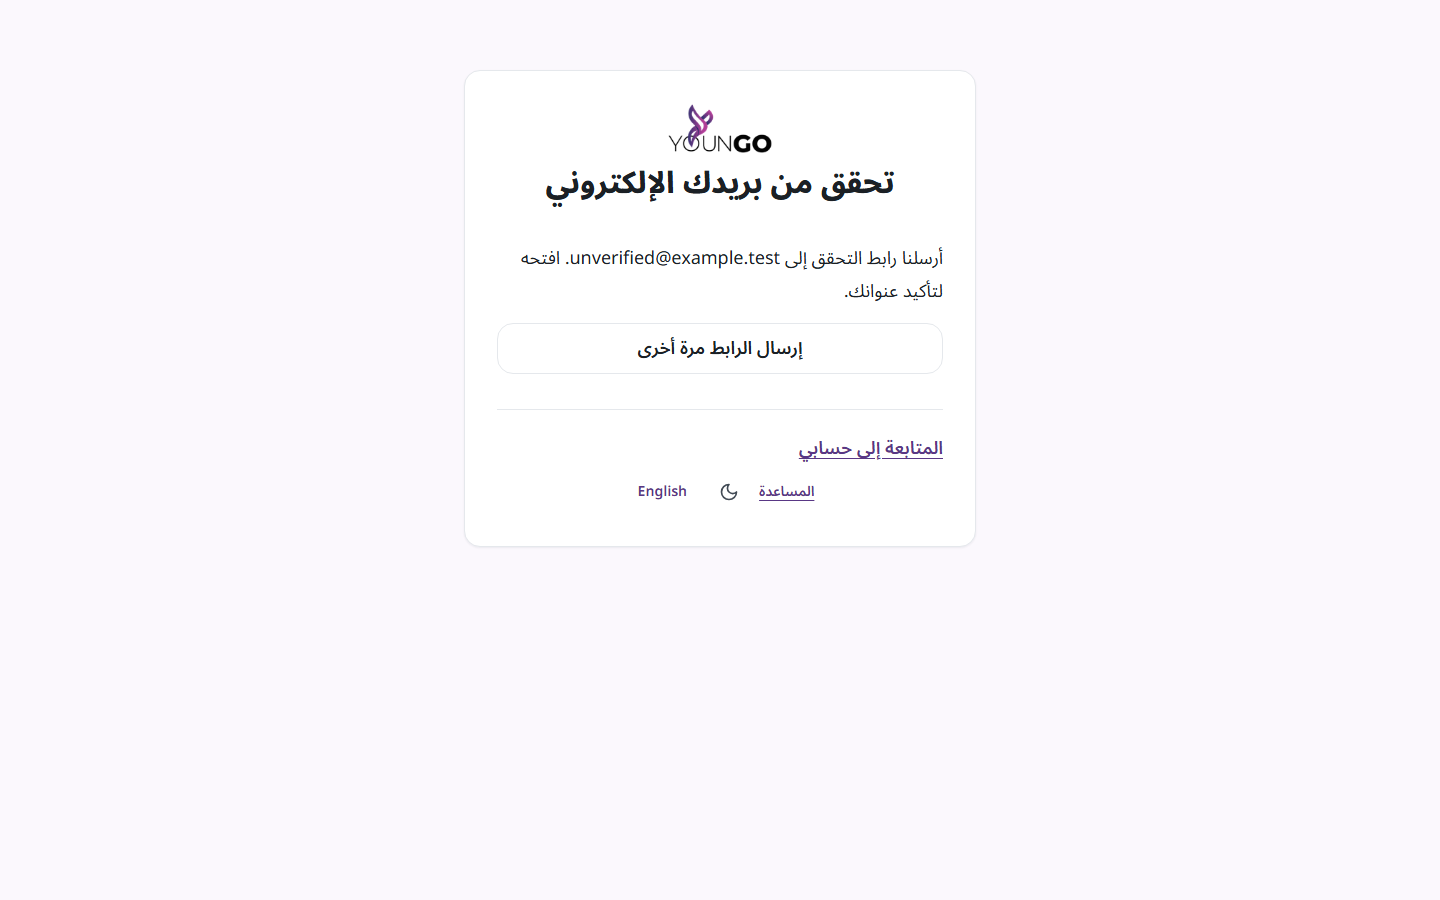 YOUNGO
تحقق من بريدك الإلكتروني
أرسلنا رابط التحقق إلى unverified@example.test. افتحه
لتأكيد عنوانك.
إرسال الرابط مرة أخرى
المتابعة إلى حسابي
المساعدة English